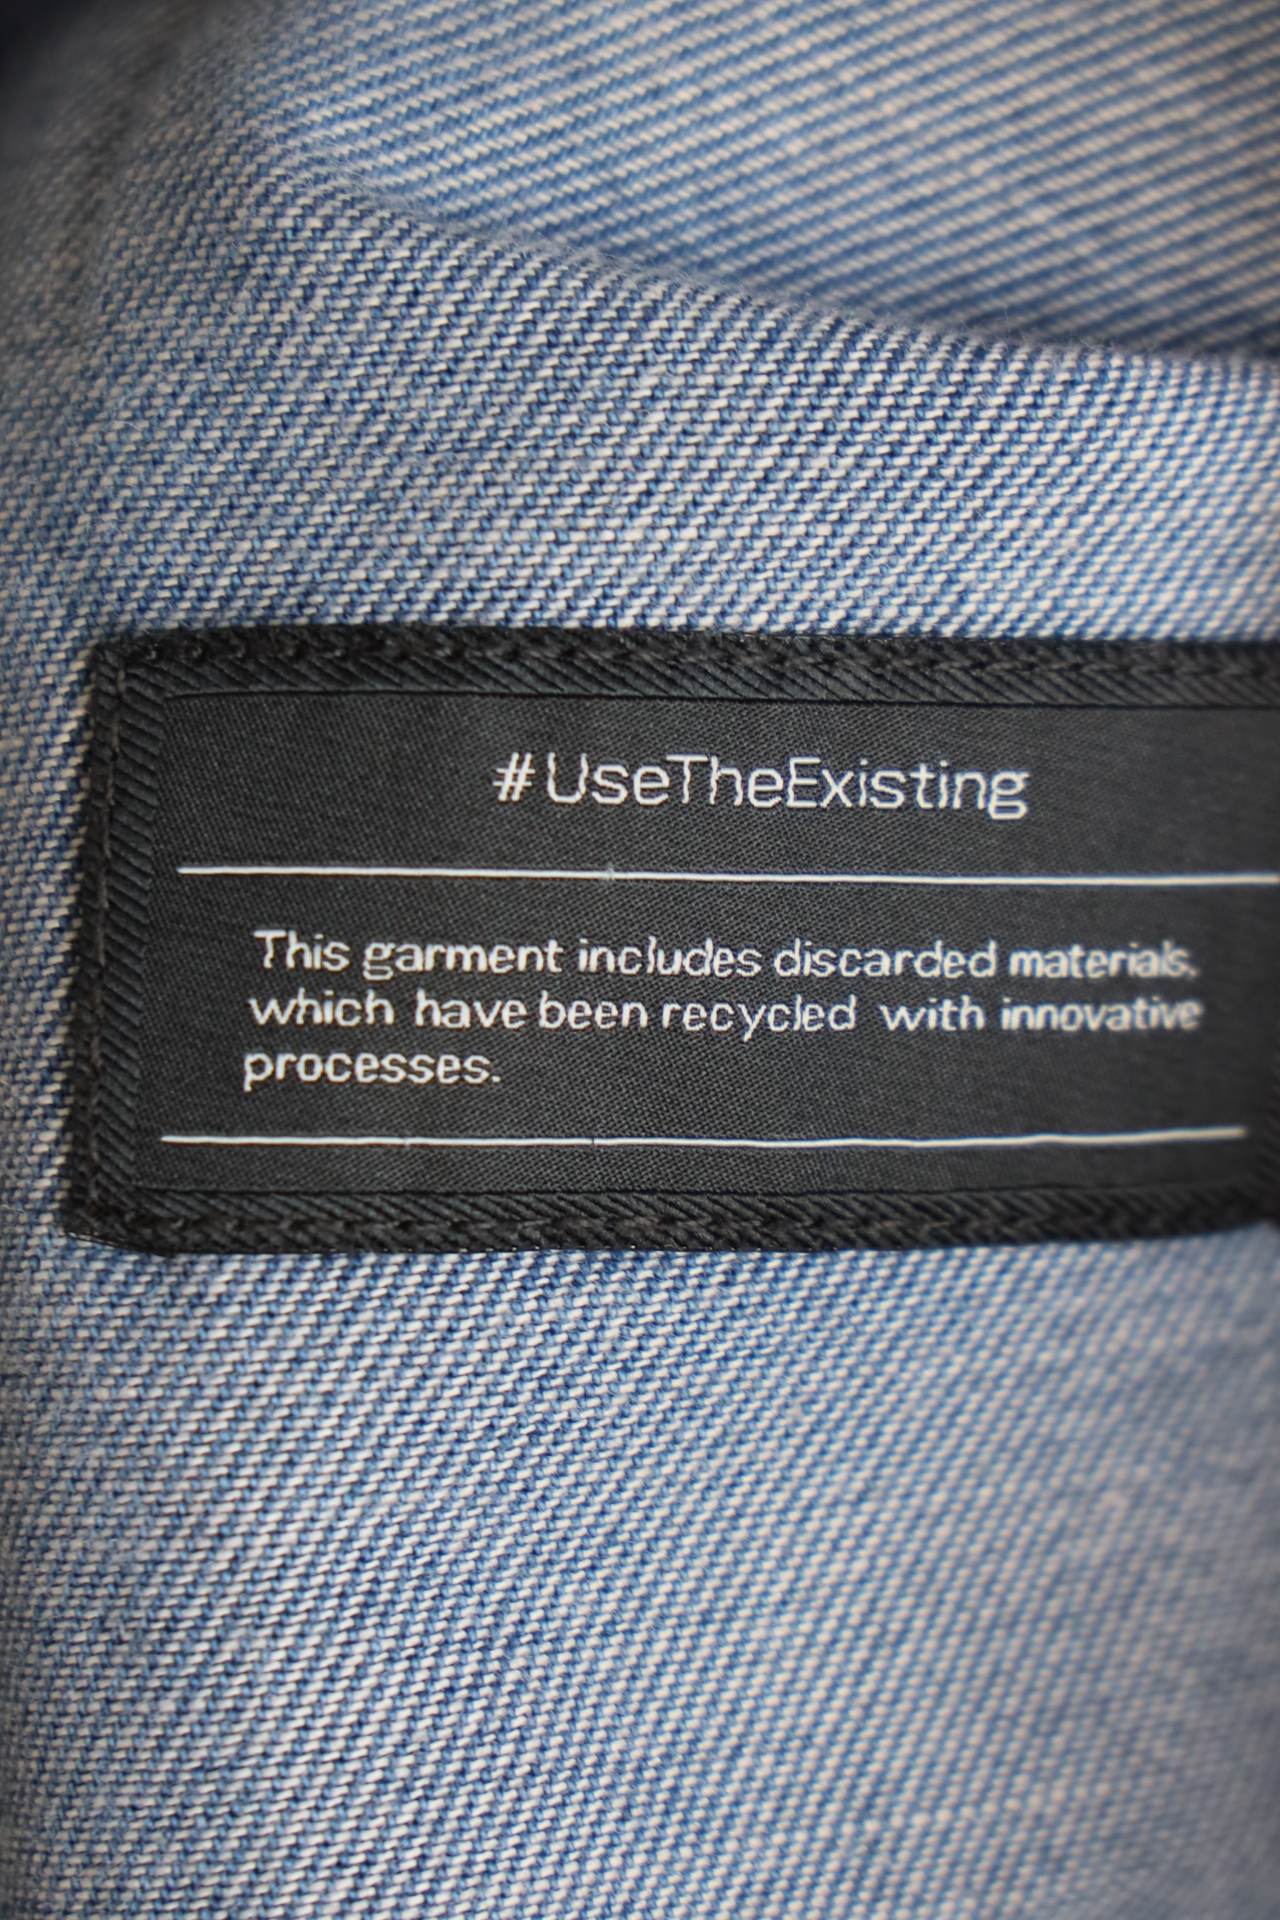 #UseTheExisting
This garment includes discarded materials,
which have been recycled with innovative
processes.